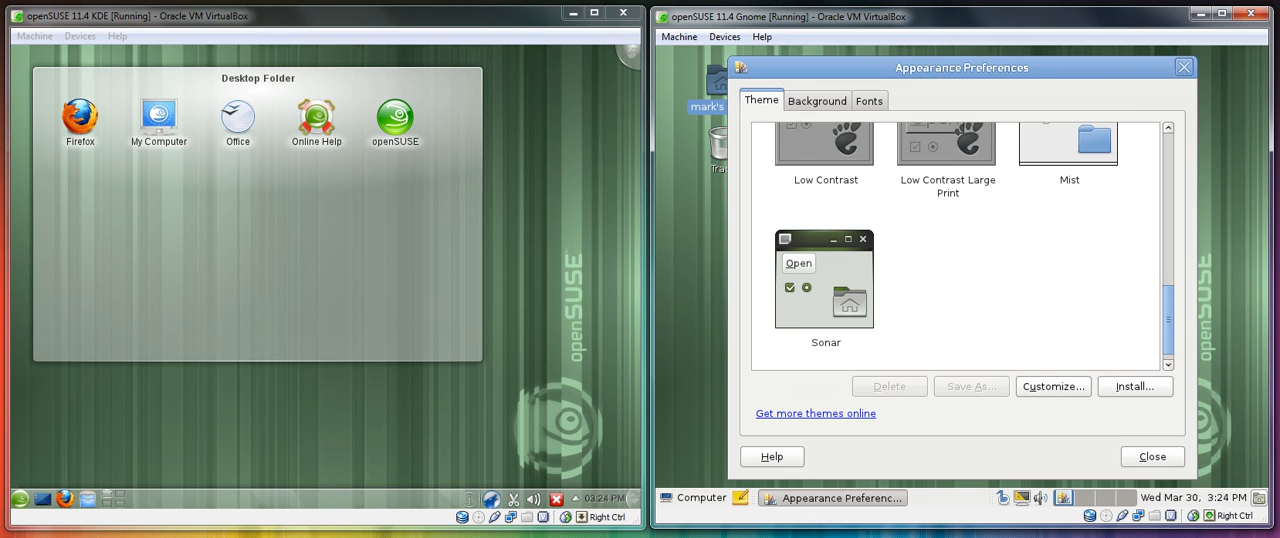 openSUSE 11.4 KDE [Running] - Oracle VM VirtualBox
Machine Devices Help
Desktop Folder
Firefox
My Computer
Office
Online Help
openSUSE
openSUSE
03:24 PM
Right Ctrl
openSUSE 11.4 Gnome [Running] - Oracle VM VirtualBox
Machine Devices Help
mark's
Appearance Preferences
Theme
Background
Fonts
Low Contrast
Low Contrast Large
Print
Mist
Open
Sonar
Delete
Save As...
Customize...
Install...
Get more themes online
Help
Close
openSUSE
Computer
Appearance Preferenc...
Wed Mar 30, 3:24 PM
Right Ctrl